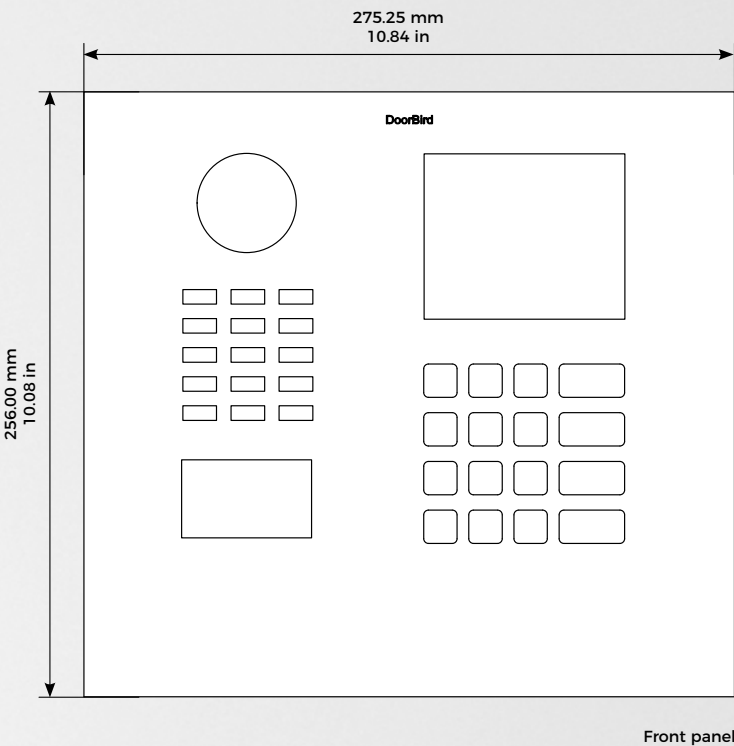 275.25 mm
10.84 in
DoorBird
256.00 mm
10.08 in
Front panel